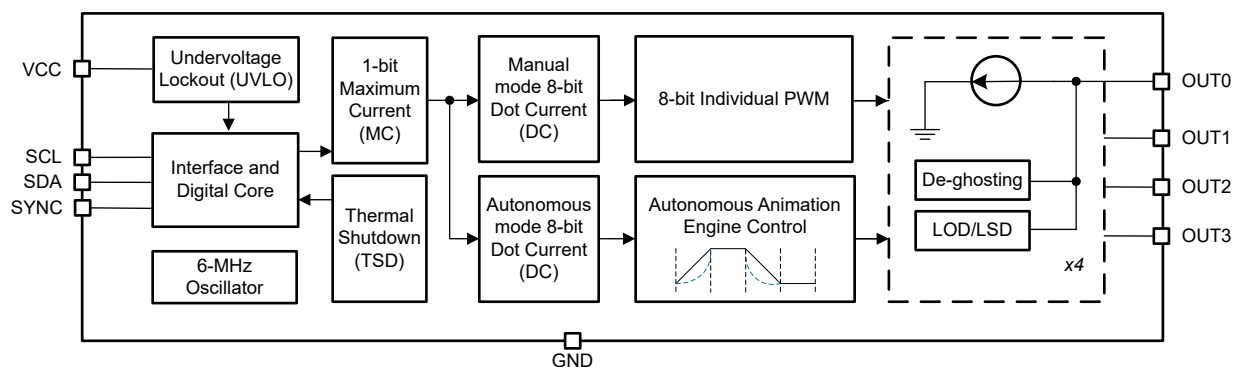 VCC
SCL
SDA
SYNC
Undervoltage
Lockout (UVLO)
Interface and
Digital Core
6-MHz
Oscillator
1-bit
Maximum
Current
(MC)
Thermal
Shutdown
(TSD)
Manual
mode 8-bit
Dot Current
(DC)
Autonomous
mode 8-bit
Dot Current
(DC)
8-bit Individual PWM
Autonomous Animation
Engine Control
De-ghosting
LOD/LSD
x4
OUT0
OUT1
OUT2
OUT3
GND